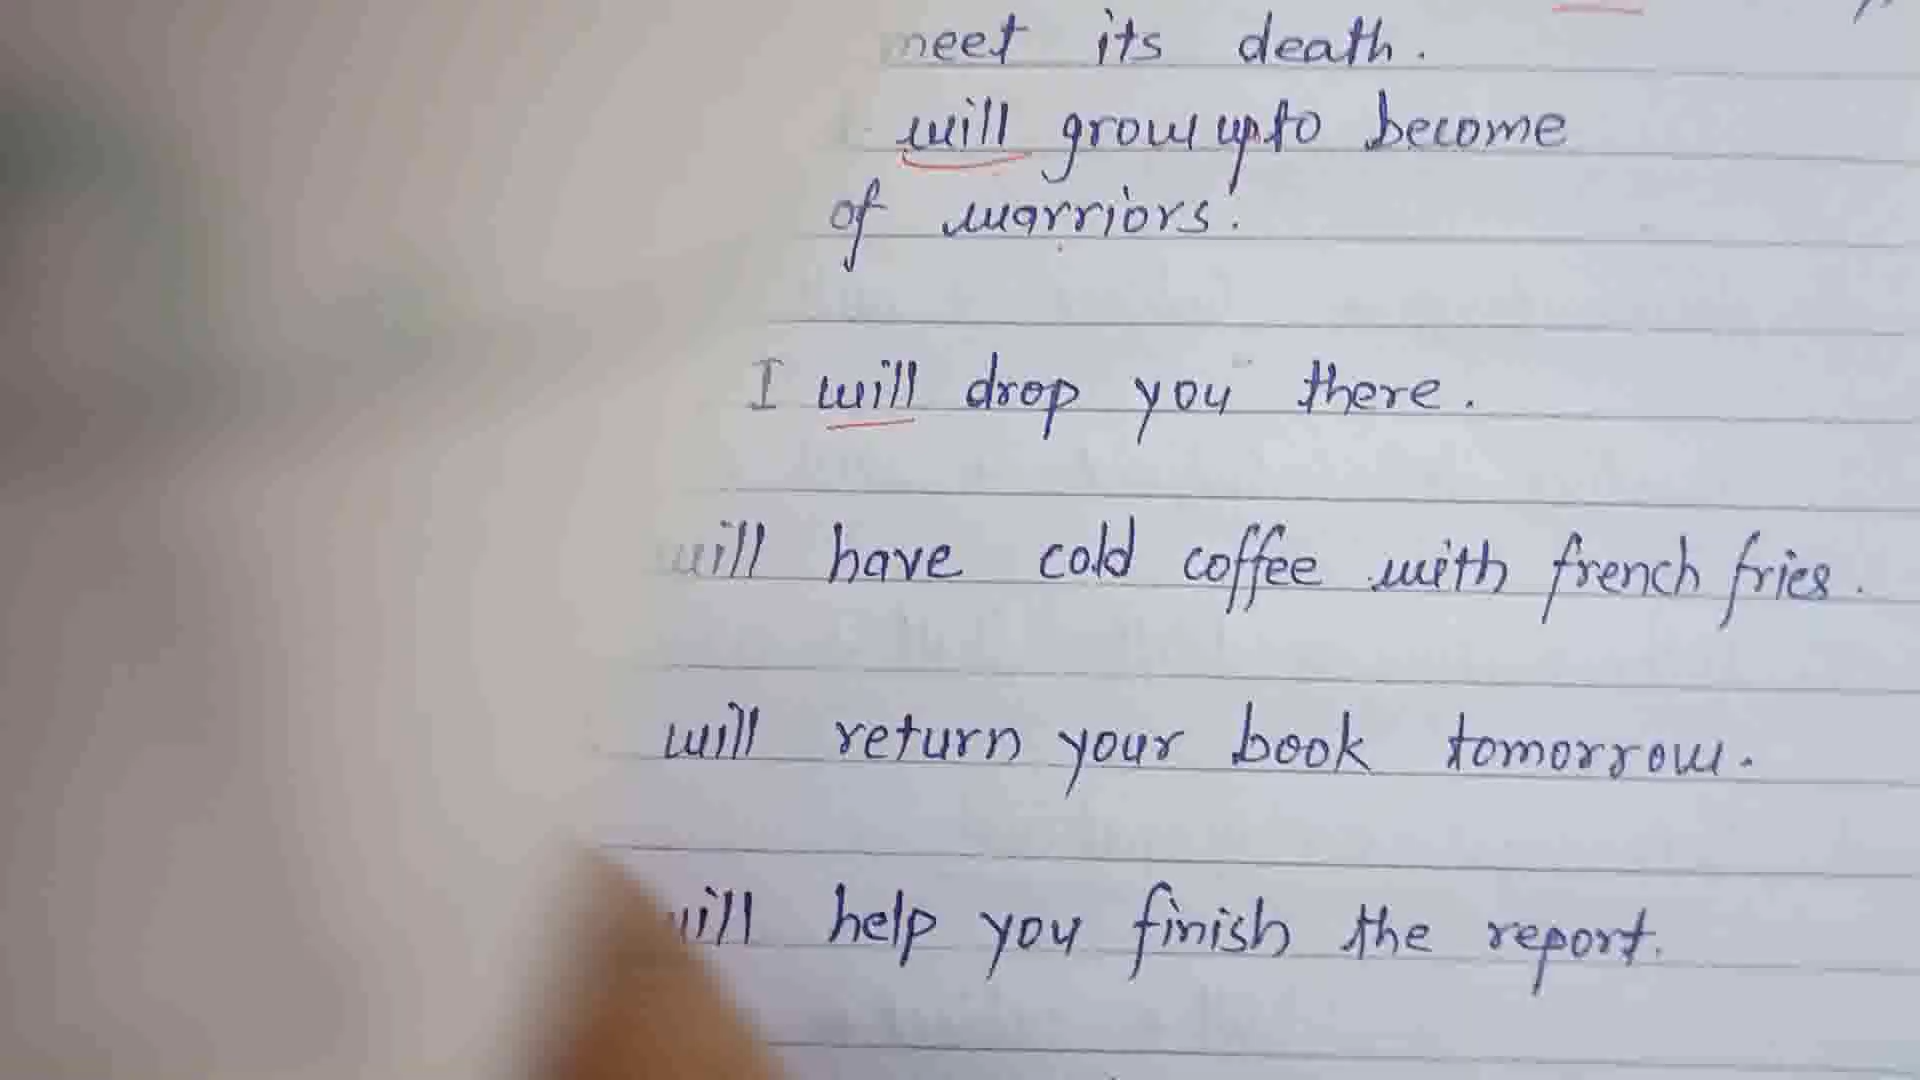 meet its death.
will grow upto become
of warriors.
I will drop you there.
will have cold coffee with french fries.
will return your book tomorrow.
will help you finish the report.